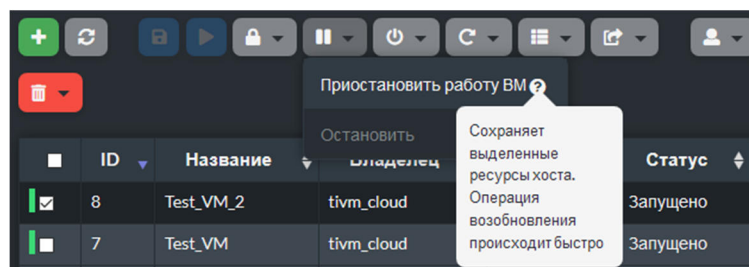 Приостановить работу ВМ ?
Остановить
Сохраняет
выделенные
ресурсы хоста.
Операция
возобновления
происходит быстро
ID Название Владелец Статус
8 Test_VM_2 tivm_cloud Запущено
7 Test_VM tivm_cloud Запущено